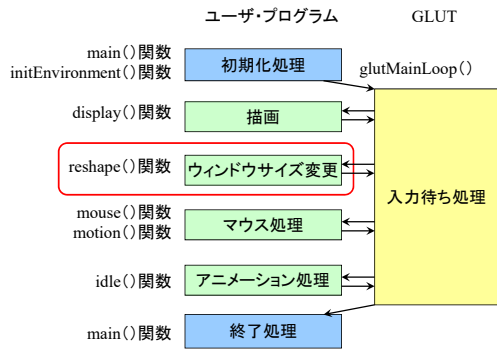 ユーザ・プログラム GLUT
main()関数
initEnvironment()関数
初期化処理
glutMainLoop()
display()関数
描画
reshape()関数
ウィンドウサイズ変更
入力待ち処理
mouse()関数
motion()関数
マウス処理
idle()関数
アニメーション処理
main()関数
終了処理